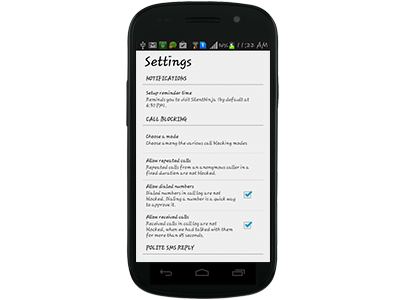 11:22 AM
Settings
NOTIFICATIONS
Setup reminder time
Reminds you to visit SilentNinja. (by default at
6:30 PM).
CALL BLOCKING
Choose a mode
Choose among the various call blocking modes
Allow repeated calls
Repeated calls from an anonymous caller in a
fixed duration are not blocked.
Allow dialed numbers
Dialed numbers in call log are not
blocked. Dialing a number is a quick
way to approve it.
Allow received calls
Received calls in call log are not
blocked, when we had talked with them
for more than 45 seconds.
POLITE SMS REPLY